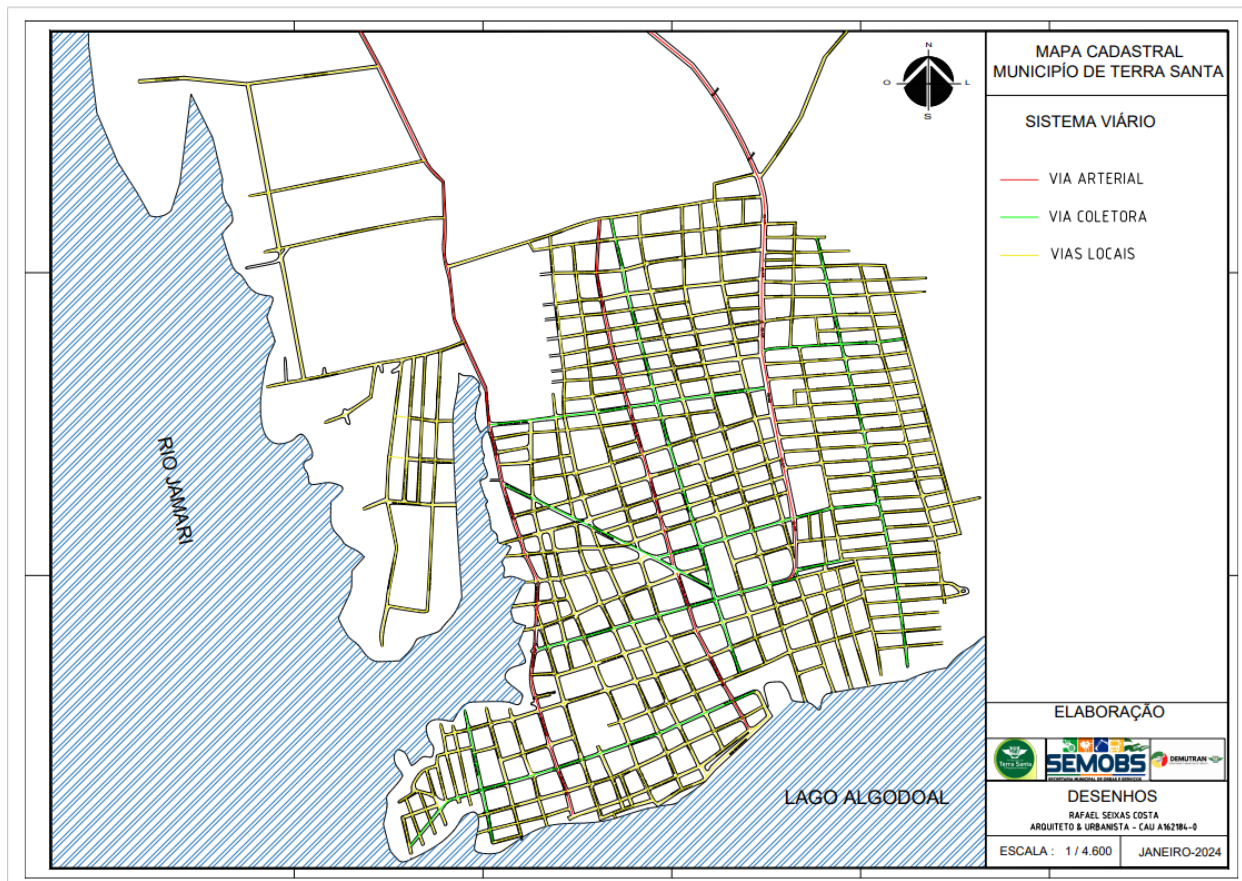 MAPA CADASTRAL
MUNICIPÍO DE TERRA SANTA
SISTEMA VIÁRIO
VIA ARTERIAL
VIA COLETORA
VIAS LOCAIS
N
O
L
S
RIO JAMARI
LAGO ALGODOAL
ELABORAÇÃO
Terra Santa
SEMOBS
SECRETARIA MUNICIPAL DE OBRAS E SERVIÇOS
DEMUTRAN
DESENHOS
RAFAEL SEIXAS COSTA
ARQUITETO & URBANISTA - CAU A162184-0
ESCALA : 1 / 4.600
JANEIRO-2024